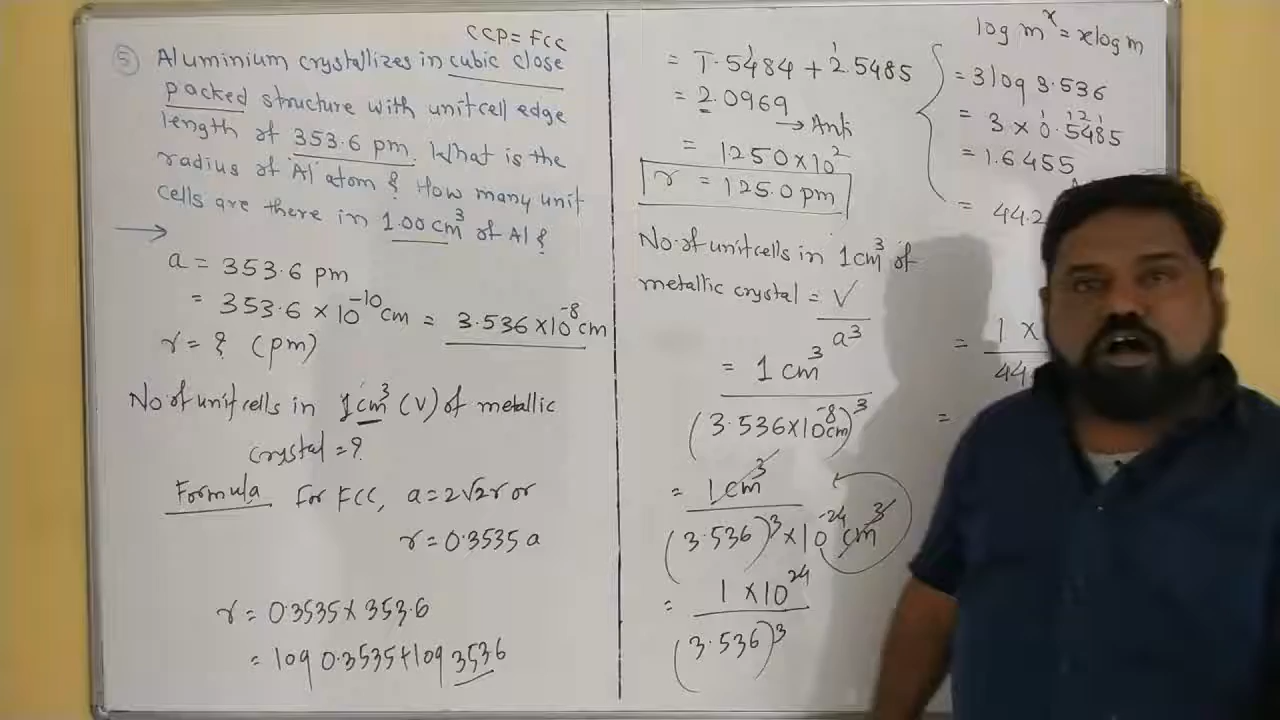 CCP = FCC
5 Aluminium crystallizes in cubic close
packed structure with unit cell edge
length of 353.6 pm. What is the
radius of Al atom? How many unit
cells are there in 1.00 cm³ of Al?
→
a = 353.6 pm
= 353.6 × 10⁻¹⁰ cm = 3.536 × 10⁻⁸ cm
r = ? (pm)
No. of unit cells in 1cm³ (V) of metallic
crystal = ?
Formula For FCC, a = 2√2 r or
r = 0.3535 a
r = 0.3535 × 353.6
= log 0.3535 + log 353.6
= 1̅.5484 + 2.5485
= 2.0969
→ Anti
= 1250 × 10²
r = 125.0 pm
No. of unit cells in 1cm³ of
metallic crystal = V
a³
= 1 cm³
(3.536 × 10⁻⁸ cm)³
= 1 cm³
(3.536)³ × 10⁻²⁴ cm³
= 1 × 10²⁴
(3.536)³
log mˣ = x log m
= 3 log 3.536
= 3 × 0.5485
= 1.6455
= 44.2
= 1 ×
44
=